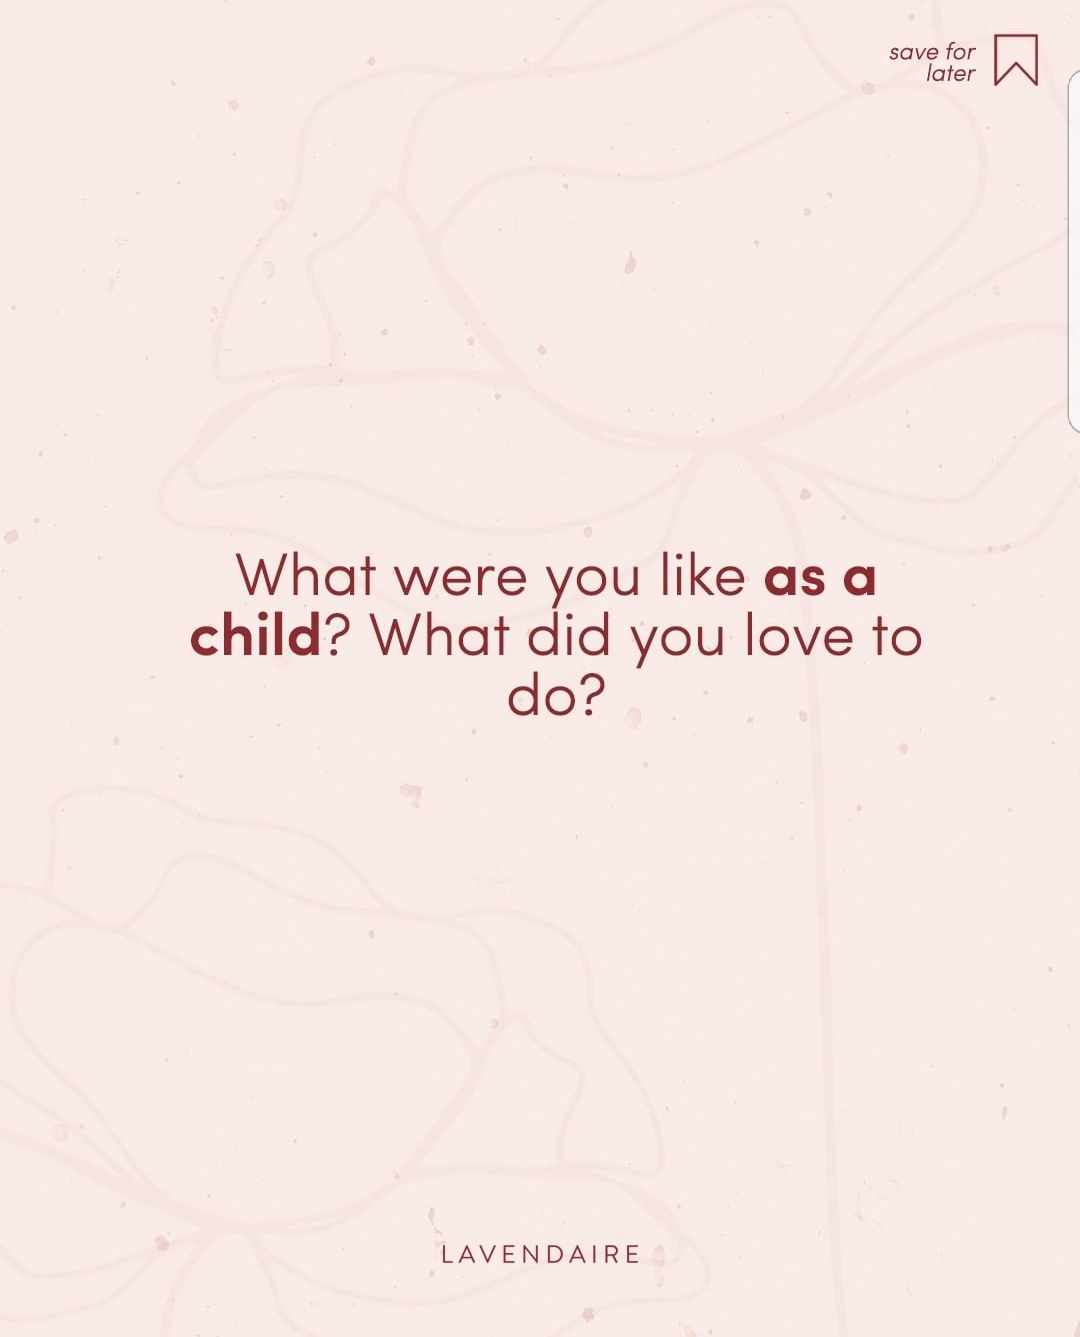 save for
later
What were you like as a
child? What did you love to
do?
LAVENDAIRE